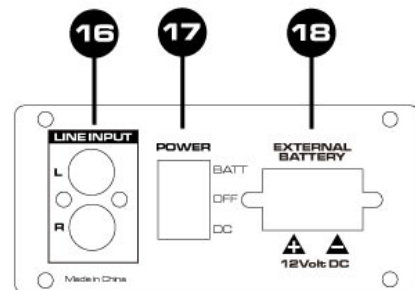 16 17 18
LINE INPUT
POWER
EXTERNAL
BATTERY
L
BATT
OFF
R
DC
+ −
12Volt DC
Made in China